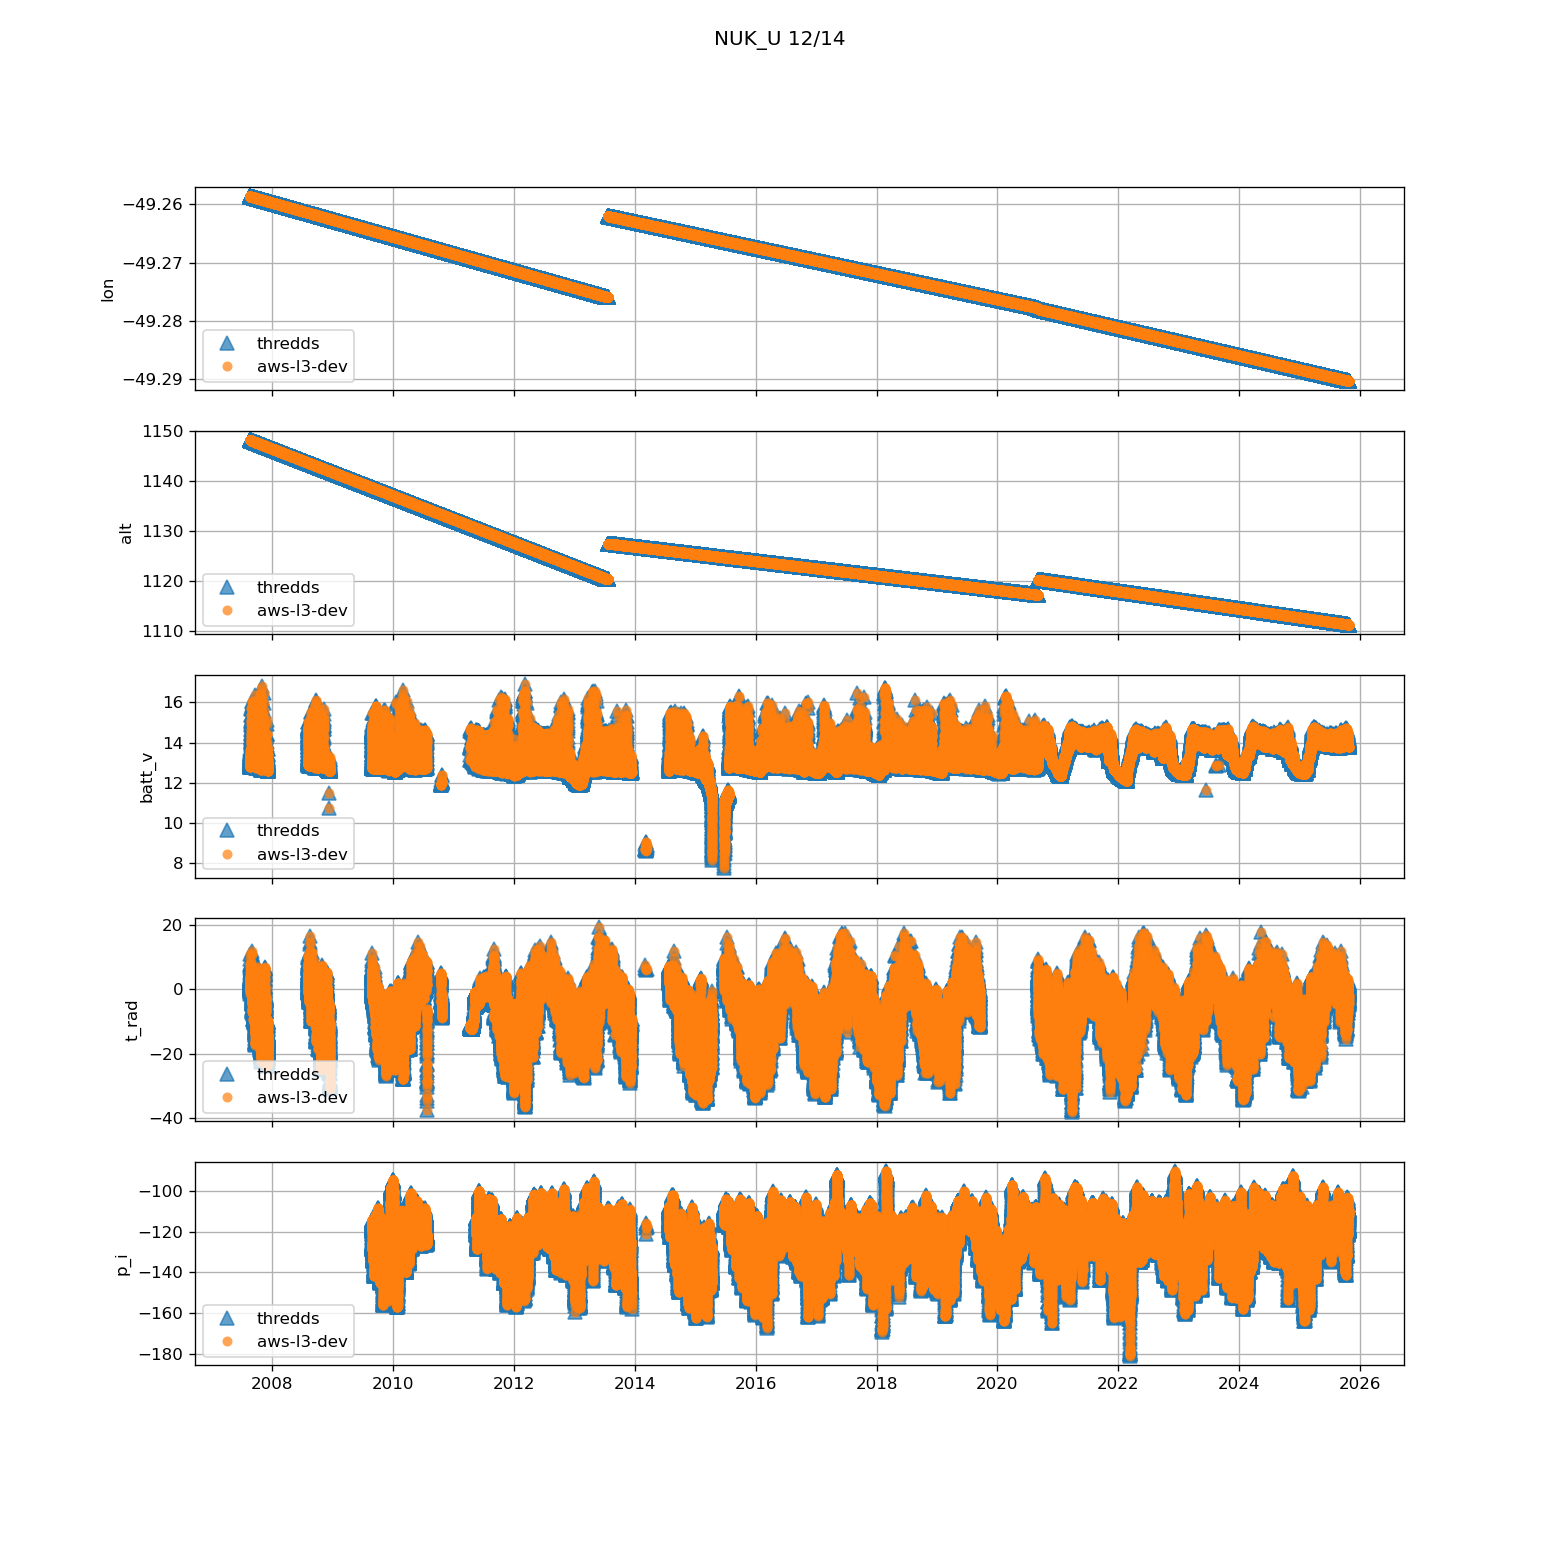 NUK_U 12/14
−49.26
−49.27
−49.28
−49.29
lon
thredds
aws-l3-dev
1150
1140
1130
1120
1110
alt
thredds
aws-l3-dev
16
14
12
10
8
batt_v
thredds
aws-l3-dev
20
0
−20
−40
t_rad
thredds
aws-l3-dev
−100
−120
−140
−160
−180
p_i
thredds
aws-l3-dev
2008 2010 2012 2014 2016 2018 2020 2022 2024 2026